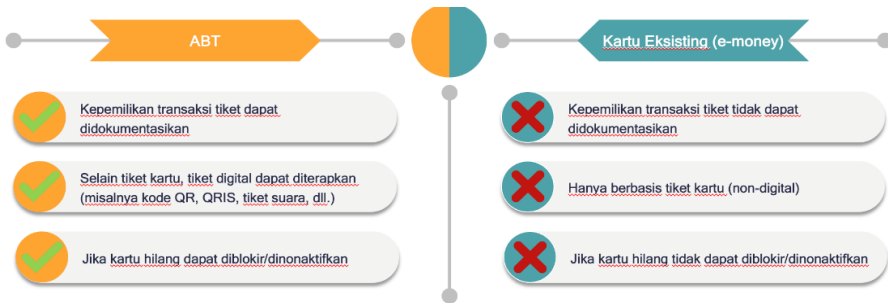 ABT
Kepemilikan transaksi tiket dapat
didokumentasikan
Selain tiket kartu, tiket digital dapat diterapkan
(misalnya kode QR, QRIS, tiket suara, dll.)
Jika kartu hilang dapat diblokir/dinonaktifkan
Kartu Eksisting (e-money)
Kepemilikan transaksi tiket tidak dapat
didokumentasikan
Hanya berbasis tiket kartu (non-digital)
Jika kartu hilang tidak dapat diblokir/dinonaktifkan